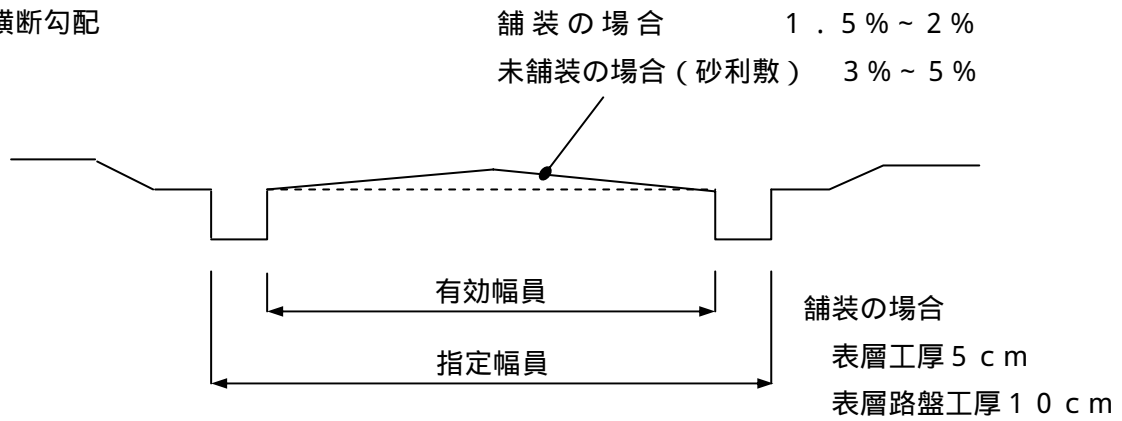 横断勾配
舗装の場合 1.5%~2%
未舗装の場合(砂利敷) 3%~5%
有効幅員
指定幅員
舗装の場合
表層工厚5cm
表層路盤工厚10cm